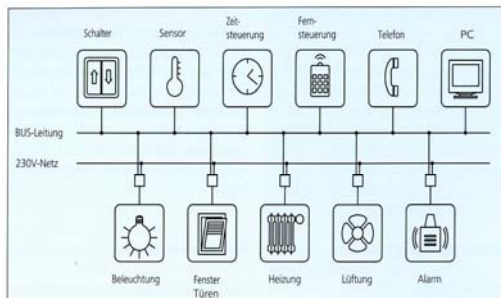 Schalter
Sensor
Zeit-
steuerung
Fern-
steuerung
Telefon
PC
BUS-Leitung
230V-Netz
Beleuchtung
Fenster
Türen
Heizung
Lüftung
Alarm